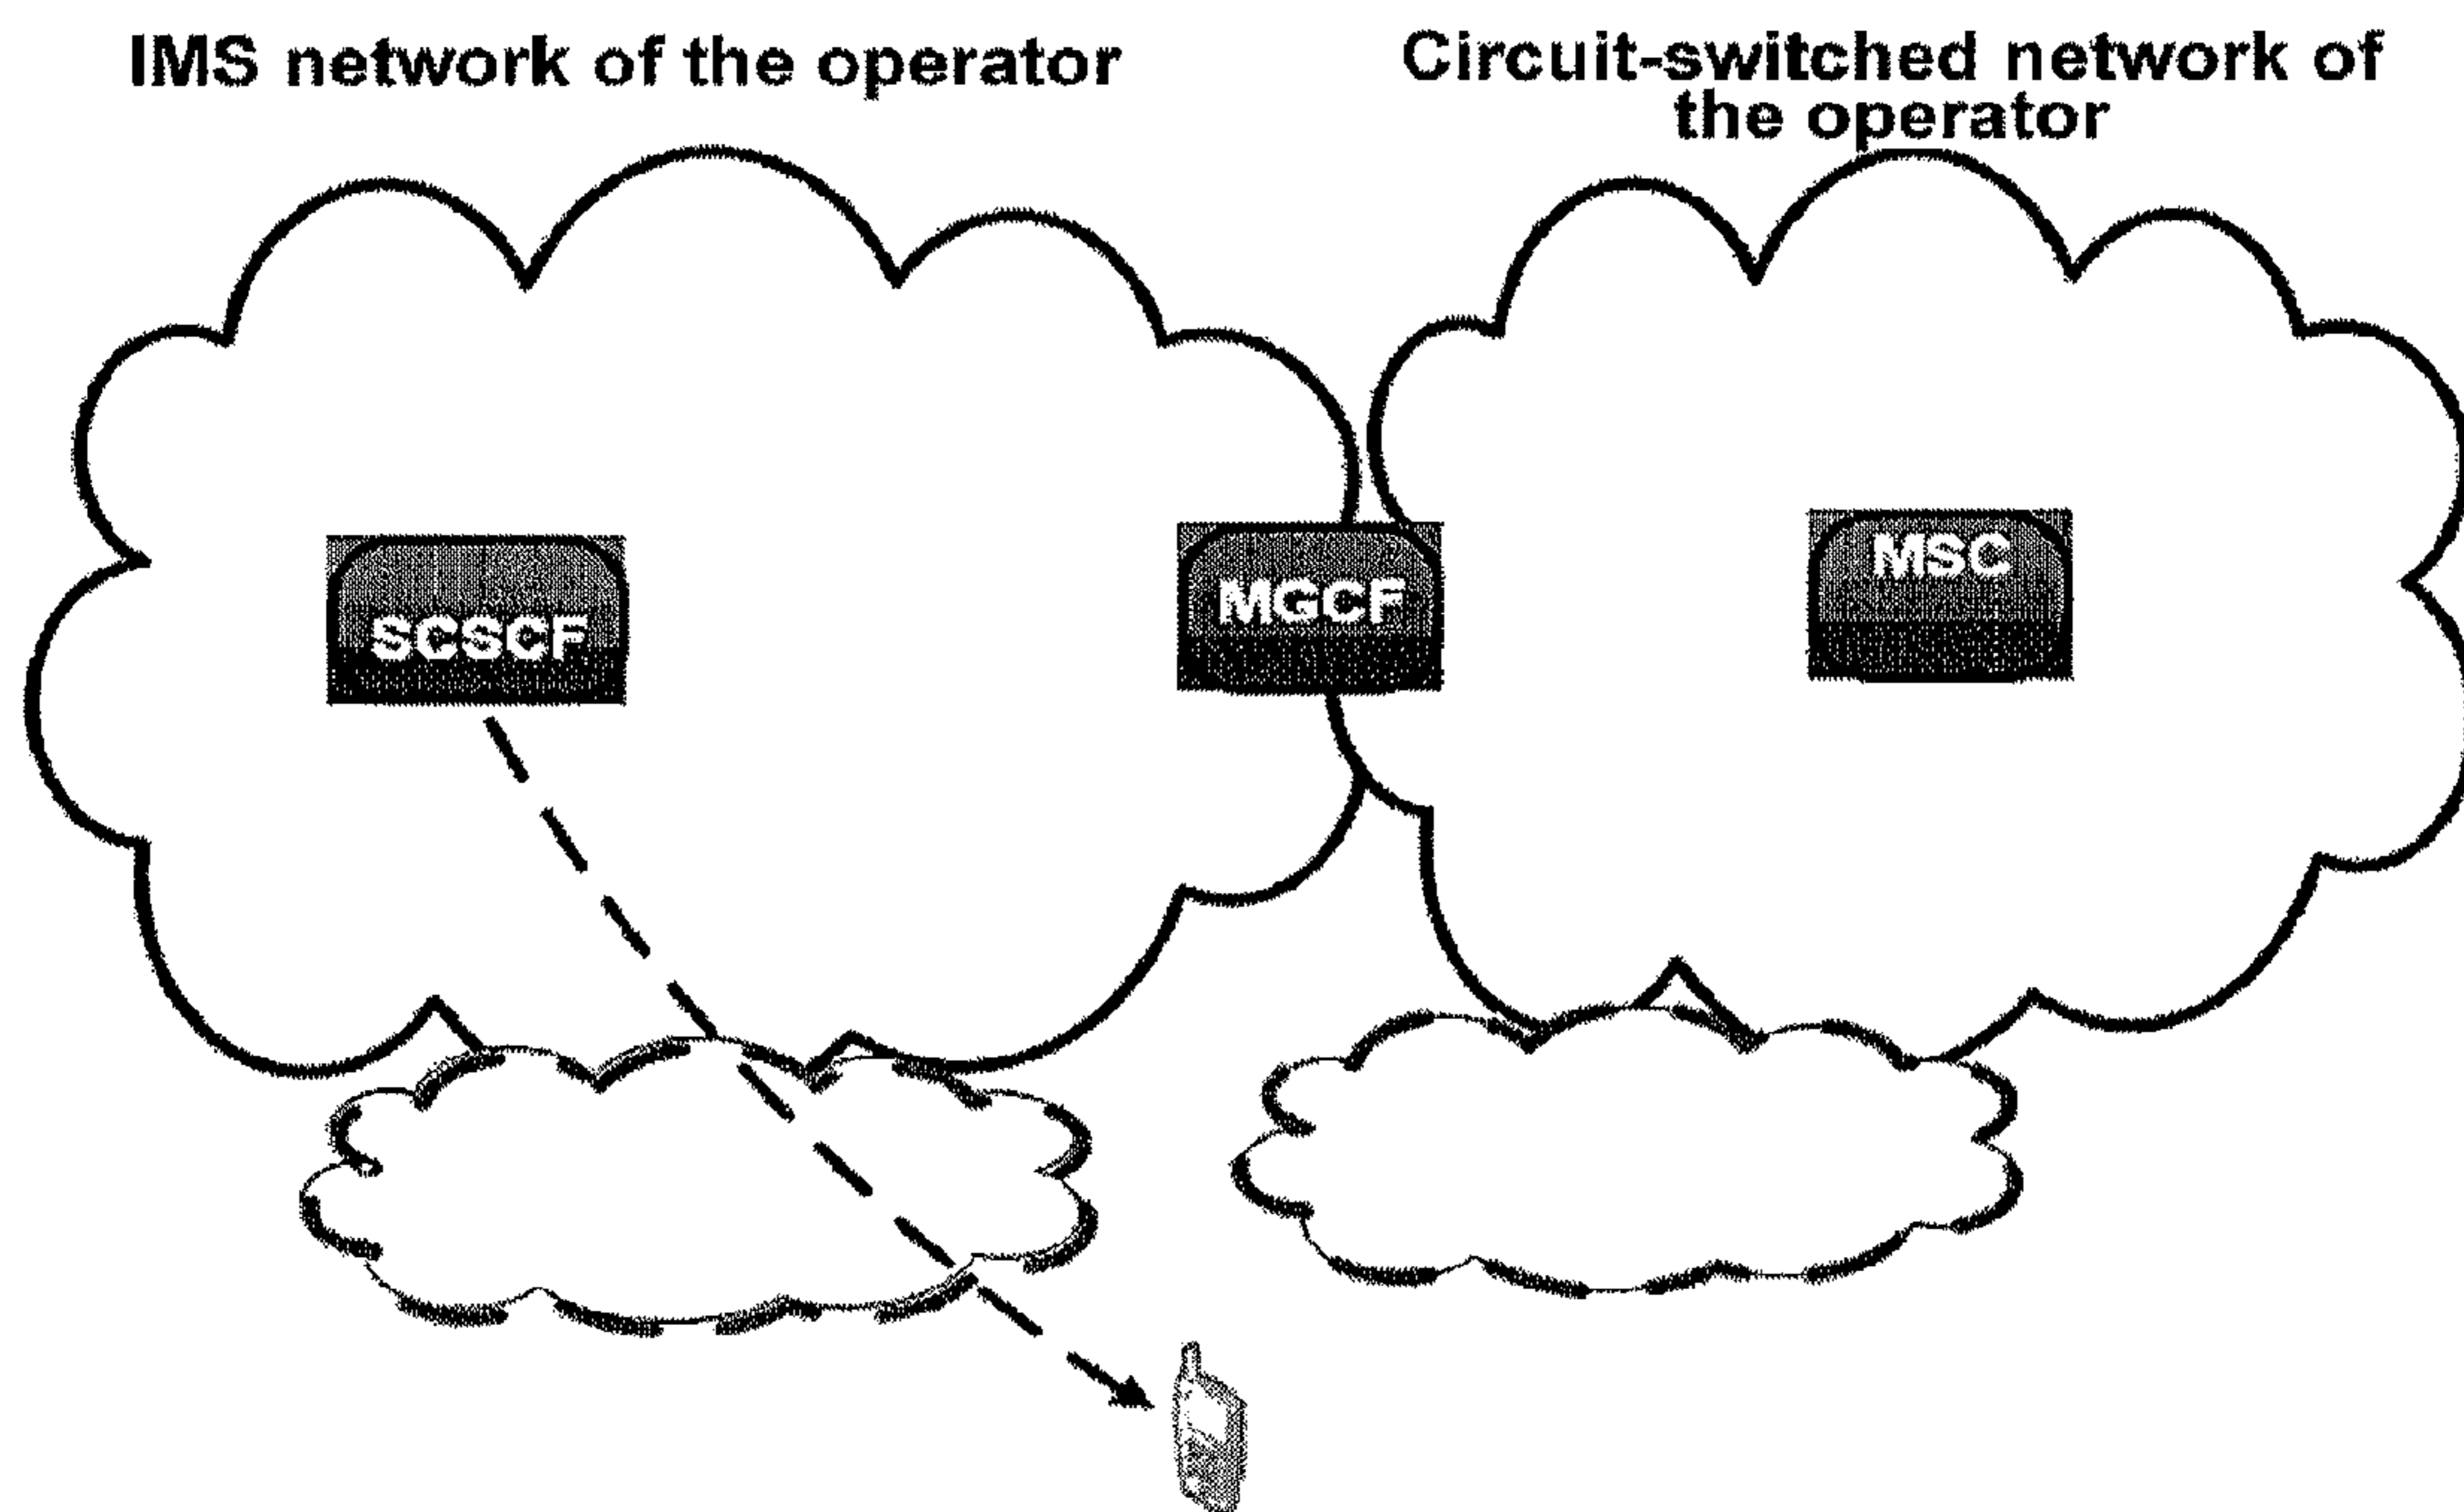 IMS network of the operator
Circuit-switched network of
the operator
SCSCF
MGCF
MSC